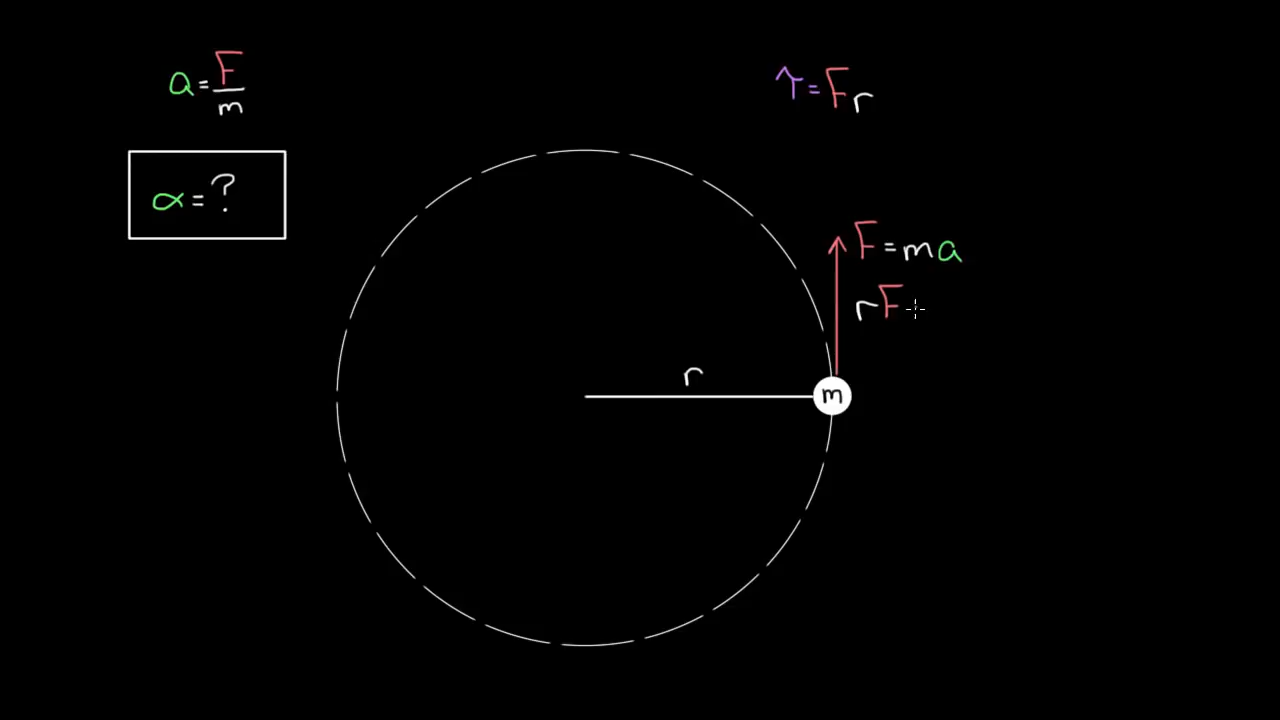 a = F/m
α = ?
τ = Fr
F = ma
rF
r
m